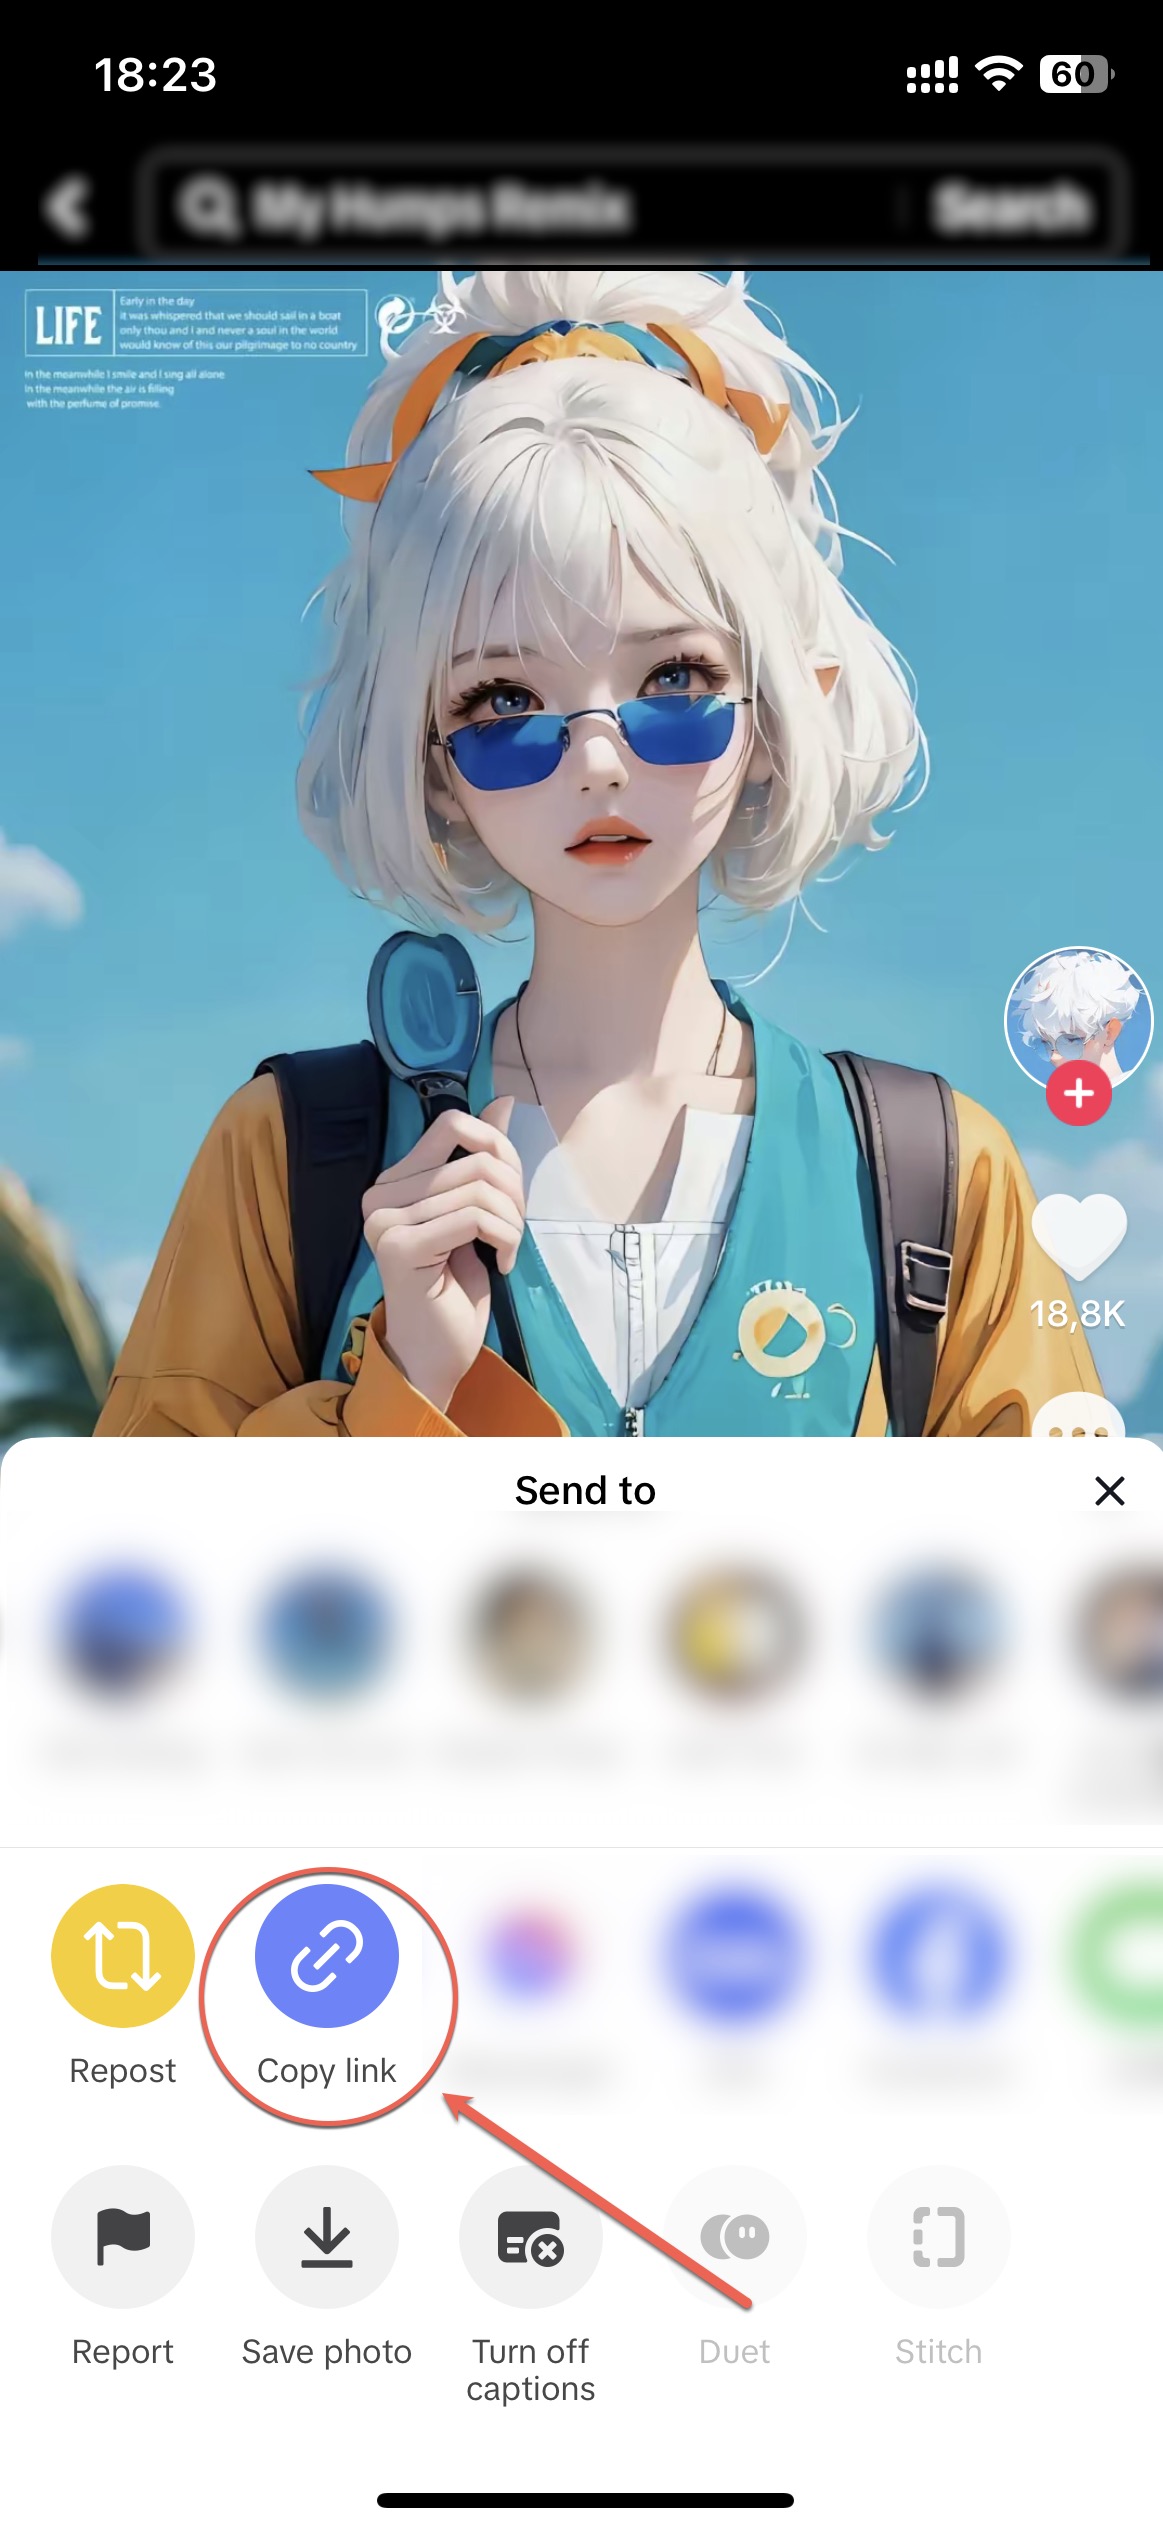 18:23
60
My Humps Remix
Search
LIFE
Early in the day
it was whispered that we should sail in a boat
only thou and I and never a soul in the world
would know of this our pilgrimage to no country
In the meanwhile I smile and I sing all alone
In the meanwhile the air is filling
with the perfume of promise.
18,8K
Send to
Repost
Copy link
Report
Save photo
Turn off
captions
Duet
Stitch